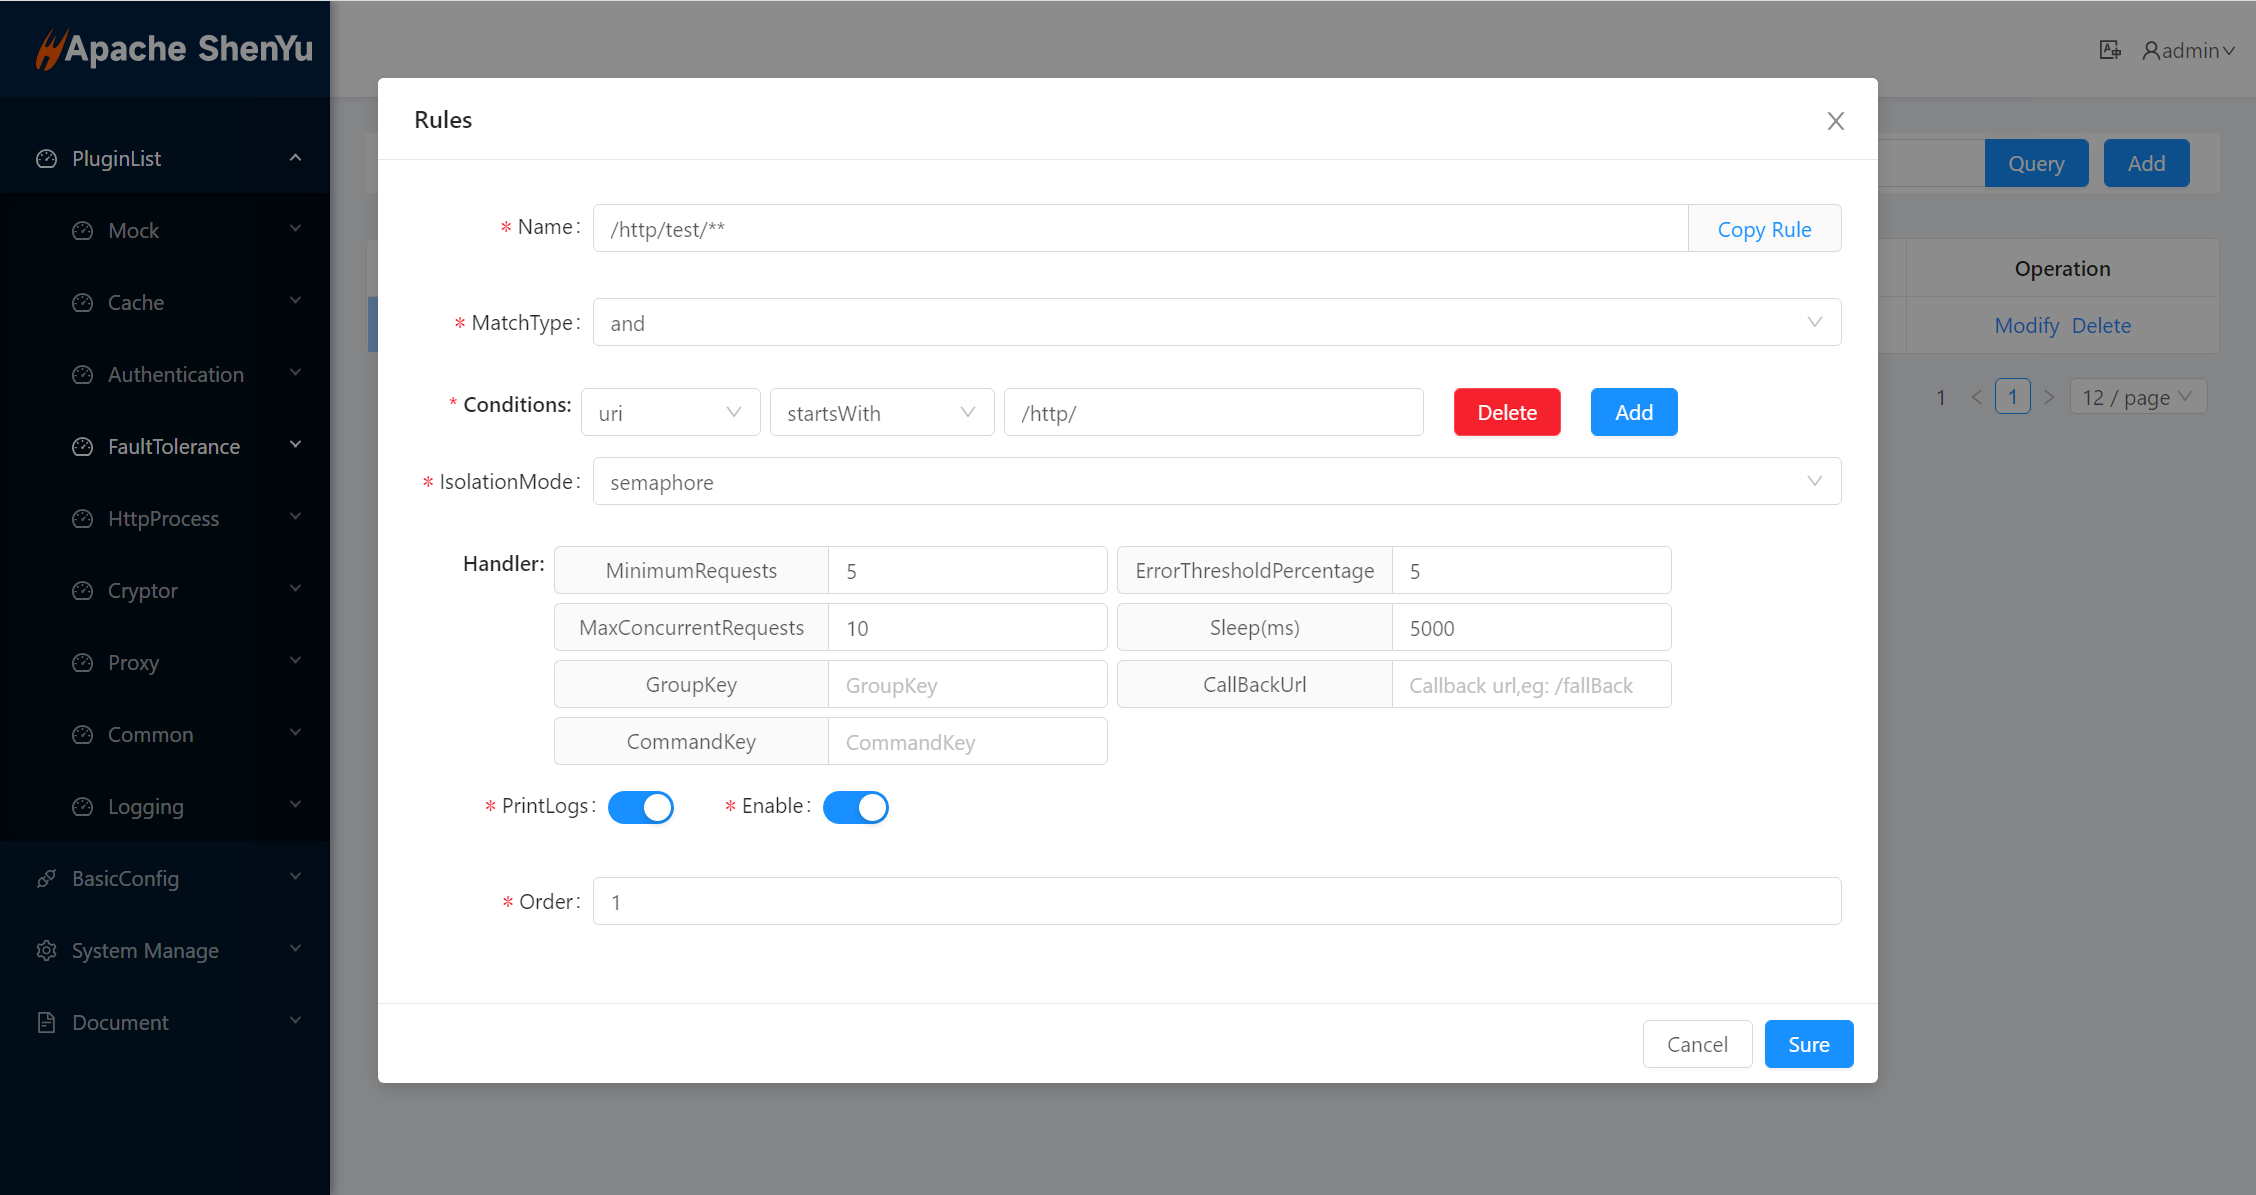 Apache ShenYu
admin
PluginList
Mock
Cache
Authentication
FaultTolerance
HttpProcess
Cryptor
Proxy
Common
Logging
BasicConfig
System Manage
Document
Query
Add
Operation
Modify Delete
1 < 1 > 12 / page
Rules
* Name: /http/test/** Copy Rule
* MatchType: and
* Conditions: uri startsWith /http/ Delete Add
* IsolationMode: semaphore
Handler: MinimumRequests 5 ErrorThresholdPercentage 5
MaxConcurrentRequests 10 Sleep(ms) 5000
GroupKey GroupKey CallBackUrl Callback url,eg: /fallBack
CommandKey CommandKey
* PrintLogs: * Enable:
* Order: 1
Cancel Sure